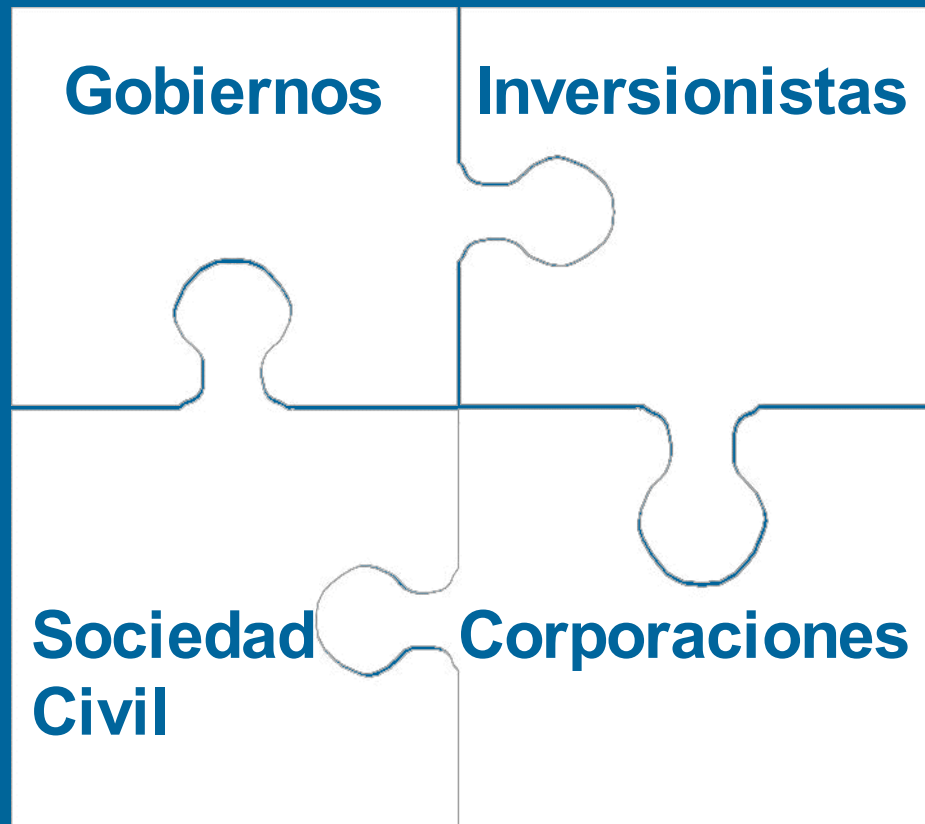 Gobiernos
Inversionistas
Sociedad
Civil
Corporaciones